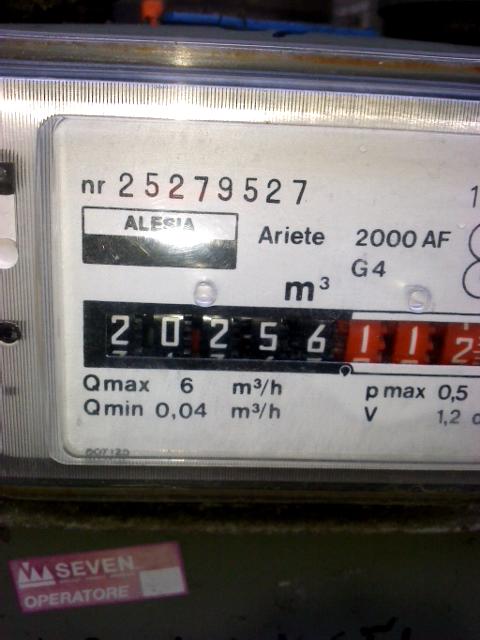 nr 25279527
ALESIA
Ariete 2000 AF
G4
m³
2 0 2 5 6 1 1 2
Qmax 6 m³/h
Qmin 0,04 m³/h
p max 0,5
V 1,2 d
SEVEN
OPERATORE